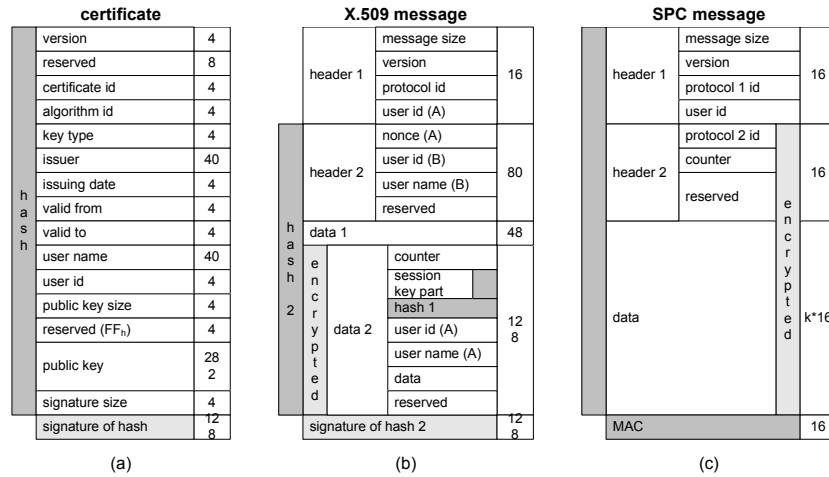 certificate
version 4
reserved 8
certificate id 4
algorithm id 4
key type 4
issuer 40
issuing date 4
valid from 4
valid to 4
user name 40
user id 4
public key size 4
reserved (FFh) 4
public key 28
2
signature size 4
signature of hash 12
8
h
a
s
h
(a)
X.509 message
header 1
message size
version
protocol id
user id (A)
16
header 2
nonce (A)
user id (B)
user name (B)
reserved
80
data 1 48
data 2
counter
session
key part
hash 1
user id (A)
user name (A)
data
reserved
12
8
h
a
s
h
2
e
n
c
r
y
p
t
e
d
signature of hash 2 12
8
(b)
SPC message
header 1
message size
version
protocol 1 id
user id
16
header 2
protocol 2 id
counter
reserved
16
data
k*16
e
n
c
r
y
p
t
e
d
MAC 16
(c)